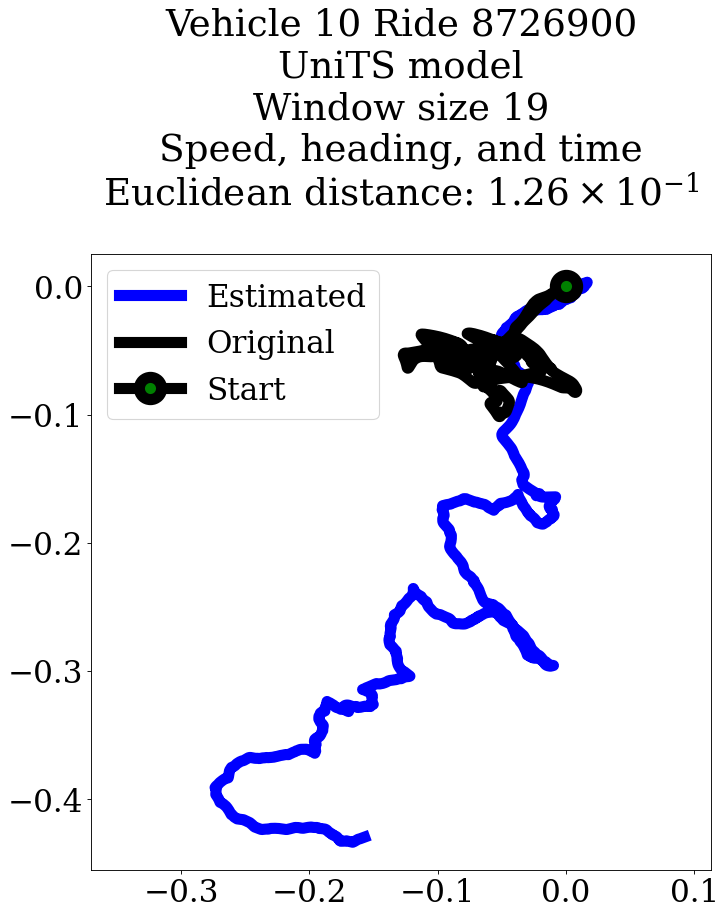 Vehicle 10 Ride 8726900
UniTS model
Window size 19
Speed, heading, and time
Euclidean distance: 1.26 × 10⁻¹
Estimated
Original
Start
0.0
−0.1
−0.2
−0.3
−0.4
−0.3 −0.2 −0.1 0.0 0.1